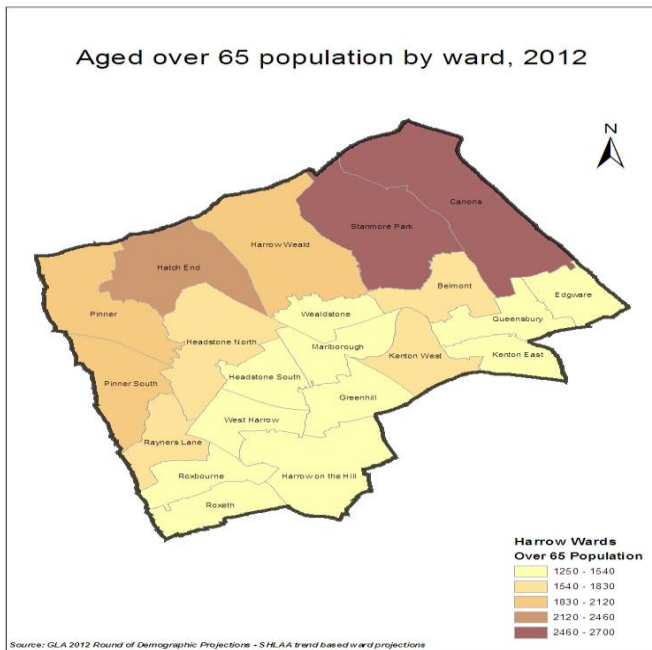 Aged over 65 population by ward, 2012
N
Canons
Stanmore Park
Harrow Weald
Hatch End
Belmont
Edgware
Pinner
Wealdstone
Queensbury
Headstone North
Marlborough
Kenton East
Kenton West
Headstone South
Pinner South
Greenhill
West Harrow
Rayners Lane
Roxbourne
Harrow on the Hill
Roxeth
Harrow Wards
Over 65 Population
1250 - 1540
1540 - 1830
1830 - 2120
2120 - 2460
2460 - 2700
Source: GLA 2012 Round of Demographic Projections - SHLAA trend based ward projections